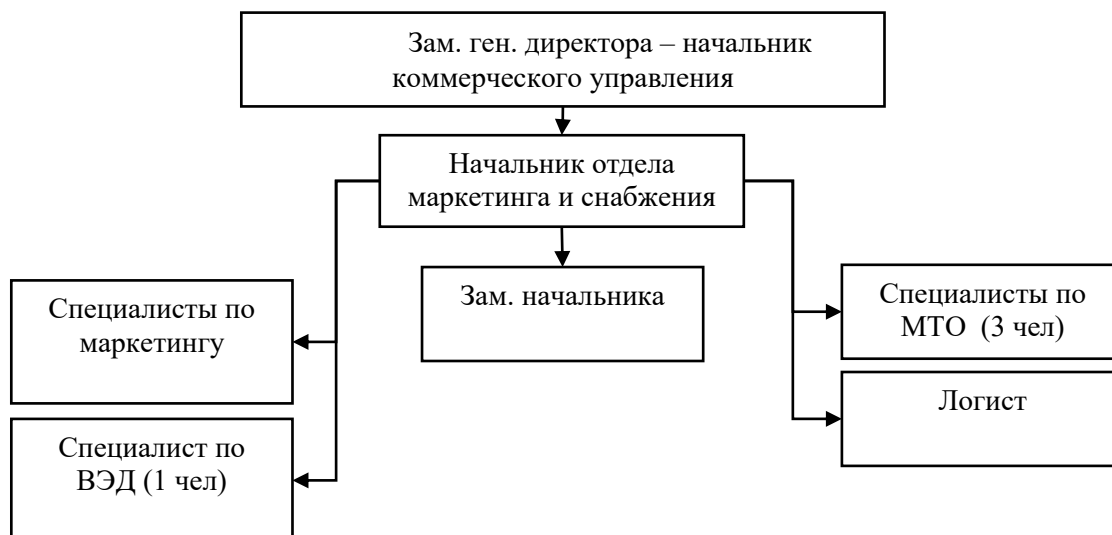 Зам. ген. директора – начальник
коммерческого управления
Начальник отдела
маркетинга и снабжения
Зам. начальника
Специалисты по
маркетингу
Специалист по
ВЭД (1 чел)
Специалисты по
МТО (3 чел)
Логист